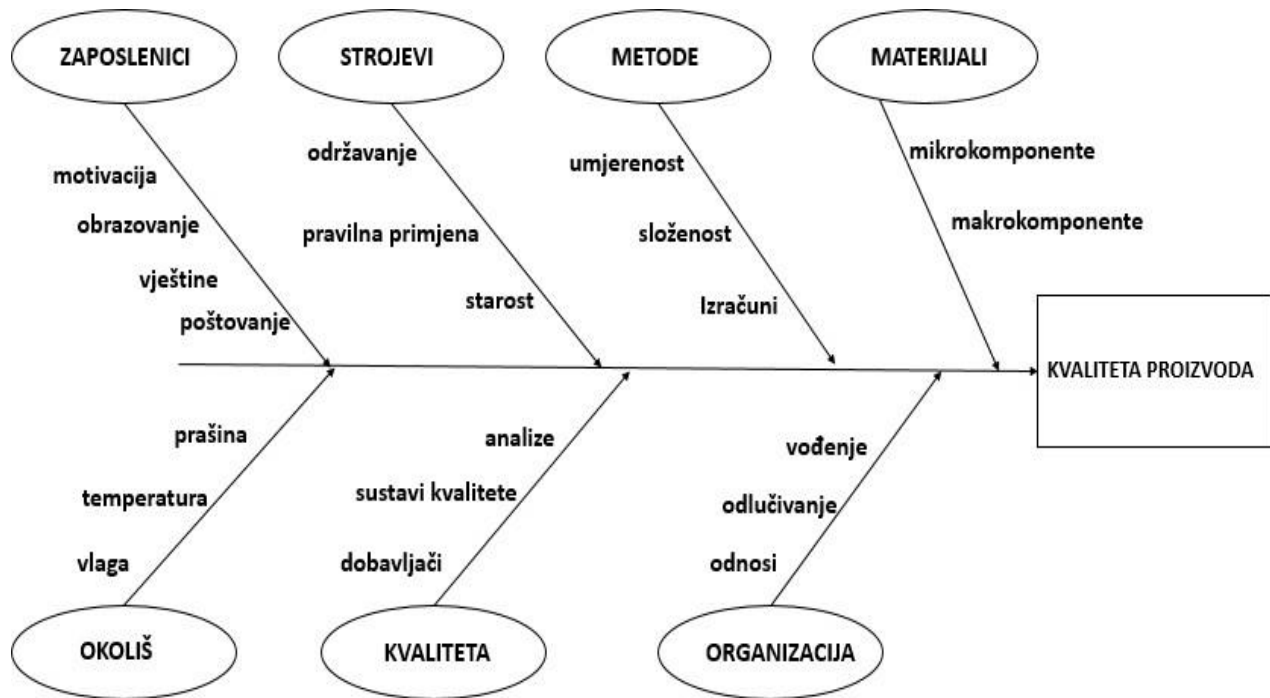 ZAPOSLENICI
STROJEVI
METODE
MATERIJALI
motivacija
obrazovanje
vještine
poštovanje
održavanje
pravilna primjena
starost
umjerenost
složenost
Izračuni
mikrokomponente
makrokomponente
KVALITETA PROIZVODA
prašina
temperatura
vlaga
analize
sustavi kvalitete
dobavljači
vođenje
odlučivanje
odnosi
OKOLIŠ
KVALITETA
ORGANIZACIJA